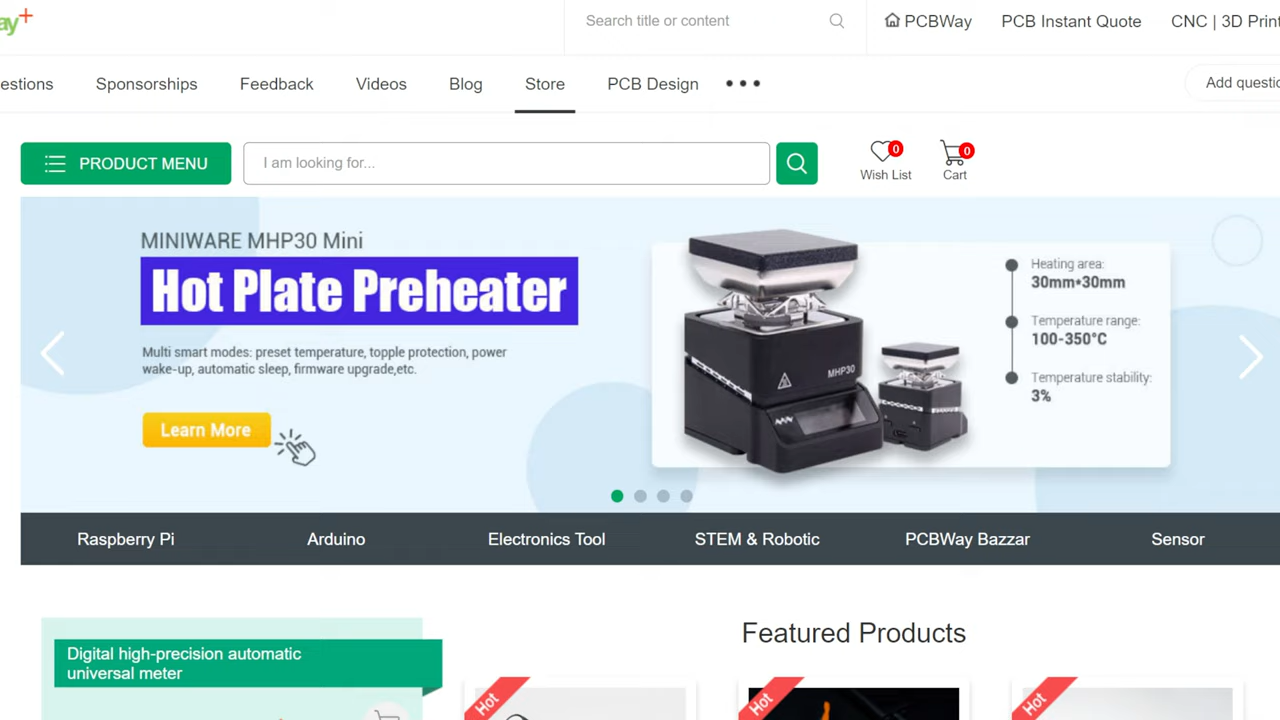 ay+
Search title or content
PCBWay
PCB Instant Quote
CNC | 3D Print
estions
Sponsorships
Feedback
Videos
Blog
Store
PCB Design
Add questio
PRODUCT MENU
I am looking for...
0
Wish List
0
Cart
MINIWARE MHP30 Mini
Hot Plate Preheater
Multi smart modes: preset temperature, topple protection, power
wake-up, automatic sleep, firmware upgrade,etc.
Learn More
MHP30
Heating area:
30mm*30mm
Temperature range:
100-350°C
Temperature stability:
3%
Raspberry Pi
Arduino
Electronics Tool
STEM & Robotic
PCBWay Bazzar
Sensor
Featured Products
Digital high-precision automatic
universal meter
Hot
Hot
Hot